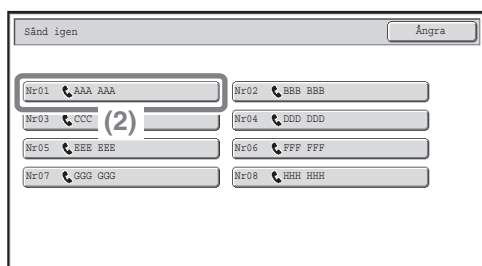 Sänd igen Ångra
Nr01 AAA AAA Nr02 BBB BBB
Nr03 CCC (2) Nr04 DDD DDD
Nr05 EEE EEE Nr06 FFF FFF
Nr07 GGG GGG Nr08 HHH HHH